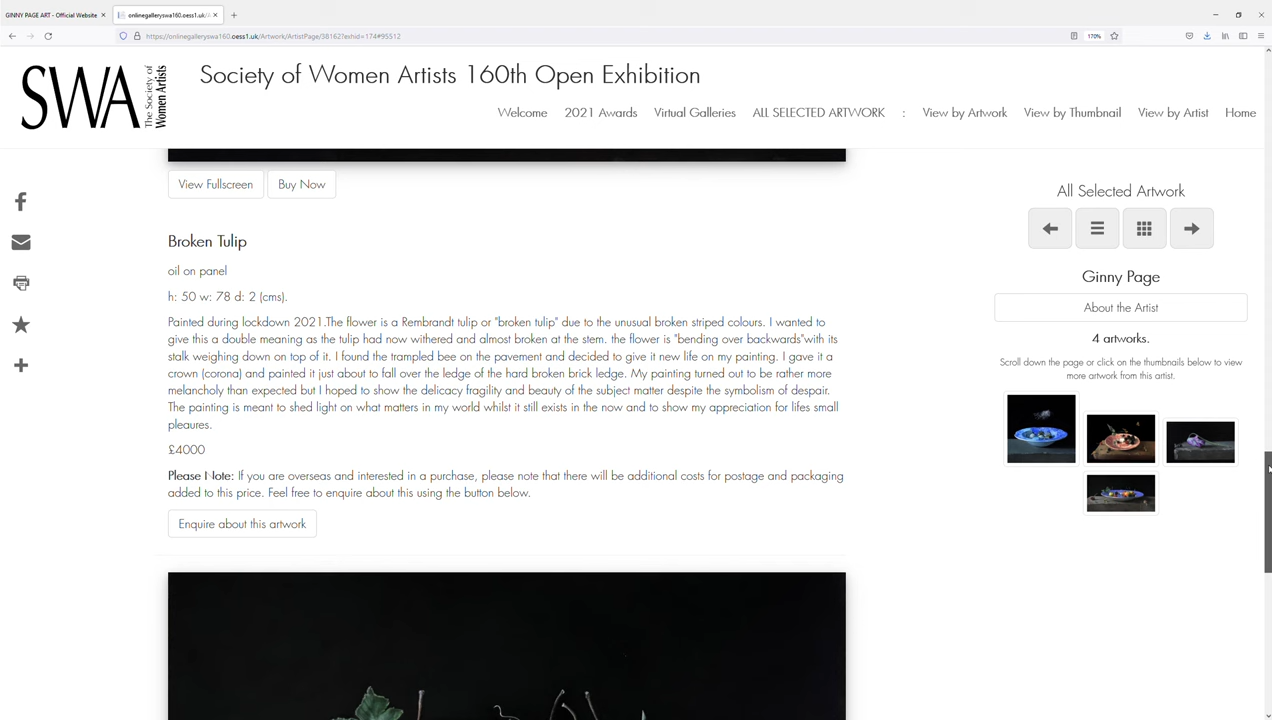 GINNY PAGE ART - Official Website
onlinegalleryswa160.oess1.uk/A
https://onlinegalleryswa160.oess1.uk/Artwork/ArtistPage/38162?exhid=174#95512
170%
SWA
The Society of
Women Artists
Society of Women Artists 160th Open Exhibition
Welcome 2021 Awards Virtual Galleries ALL SELECTED ARTWORK : View by Artwork View by Thumbnail View by Artist Home
View Fullscreen Buy Now
Broken Tulip
oil on panel
h: 50 w: 78 d: 2 (cms).
Painted during lockdown 2021.The flower is a Rembrandt tulip or "broken tulip" due to the unusual broken striped colours. I wanted to
give this a double meaning as the tulip had now withered and almost broken at the stem. the flower is "bending over backwards"with its
stalk weighing down on top of it. I found the trampled bee on the pavement and decided to give it new life on my painting. I gave it a
crown (corona) and painted it just about to fall over the ledge of the hard broken brick ledge. My painting turned out to be rather more
melancholy than expected but I hoped to show the delicacy fragility and beauty of the subject matter despite the symbolism of despair.
The painting is meant to shed light on what matters in my world whilst it still exists in the now and to show my appreciation for lifes small
pleasures.
£4000
Please Note: If you are overseas and interested in a purchase, please note that there will be additional costs for postage and packaging
added to this price. Feel free to enquire about this using the button below.
Enquire about this artwork
All Selected Artwork
Ginny Page
About the Artist
4 artworks.
Scroll down the page or click on the thumbnails below to view
more artwork from this artist.